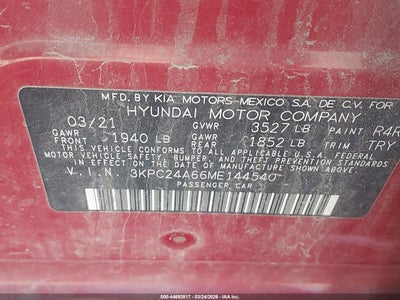 MFD. BY KIA MOTORS-MEXICO S.A. DE C.V. FOR
HYUNDAI MOTOR COMPANY
03/21 GVWR 3527 LB PAINT R4R
GAWR FRONT 1940 LB GAWR REAR 1852 LB TRIM TRY
THIS VEHICLE CONFORMS TO ALL APPLICABLE U.S. FEDERAL
MOTOR VEHICLE SAFETY, BUMPER, AND THEFT PREVENTION STANDARDS
IN EFFECT ON THE DATE OF MANUFACTURE SHOWN ABOVE.
V.I.N. 3KPC24A66ME144540
PASSENGER CAR
000-44693917 - 03/24/2026 - IAA, Inc.